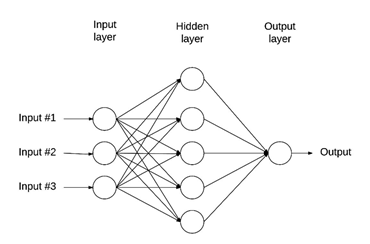 Input
layer
Hidden
layer
Output
layer
Input #1
Input #2
Input #3
Output